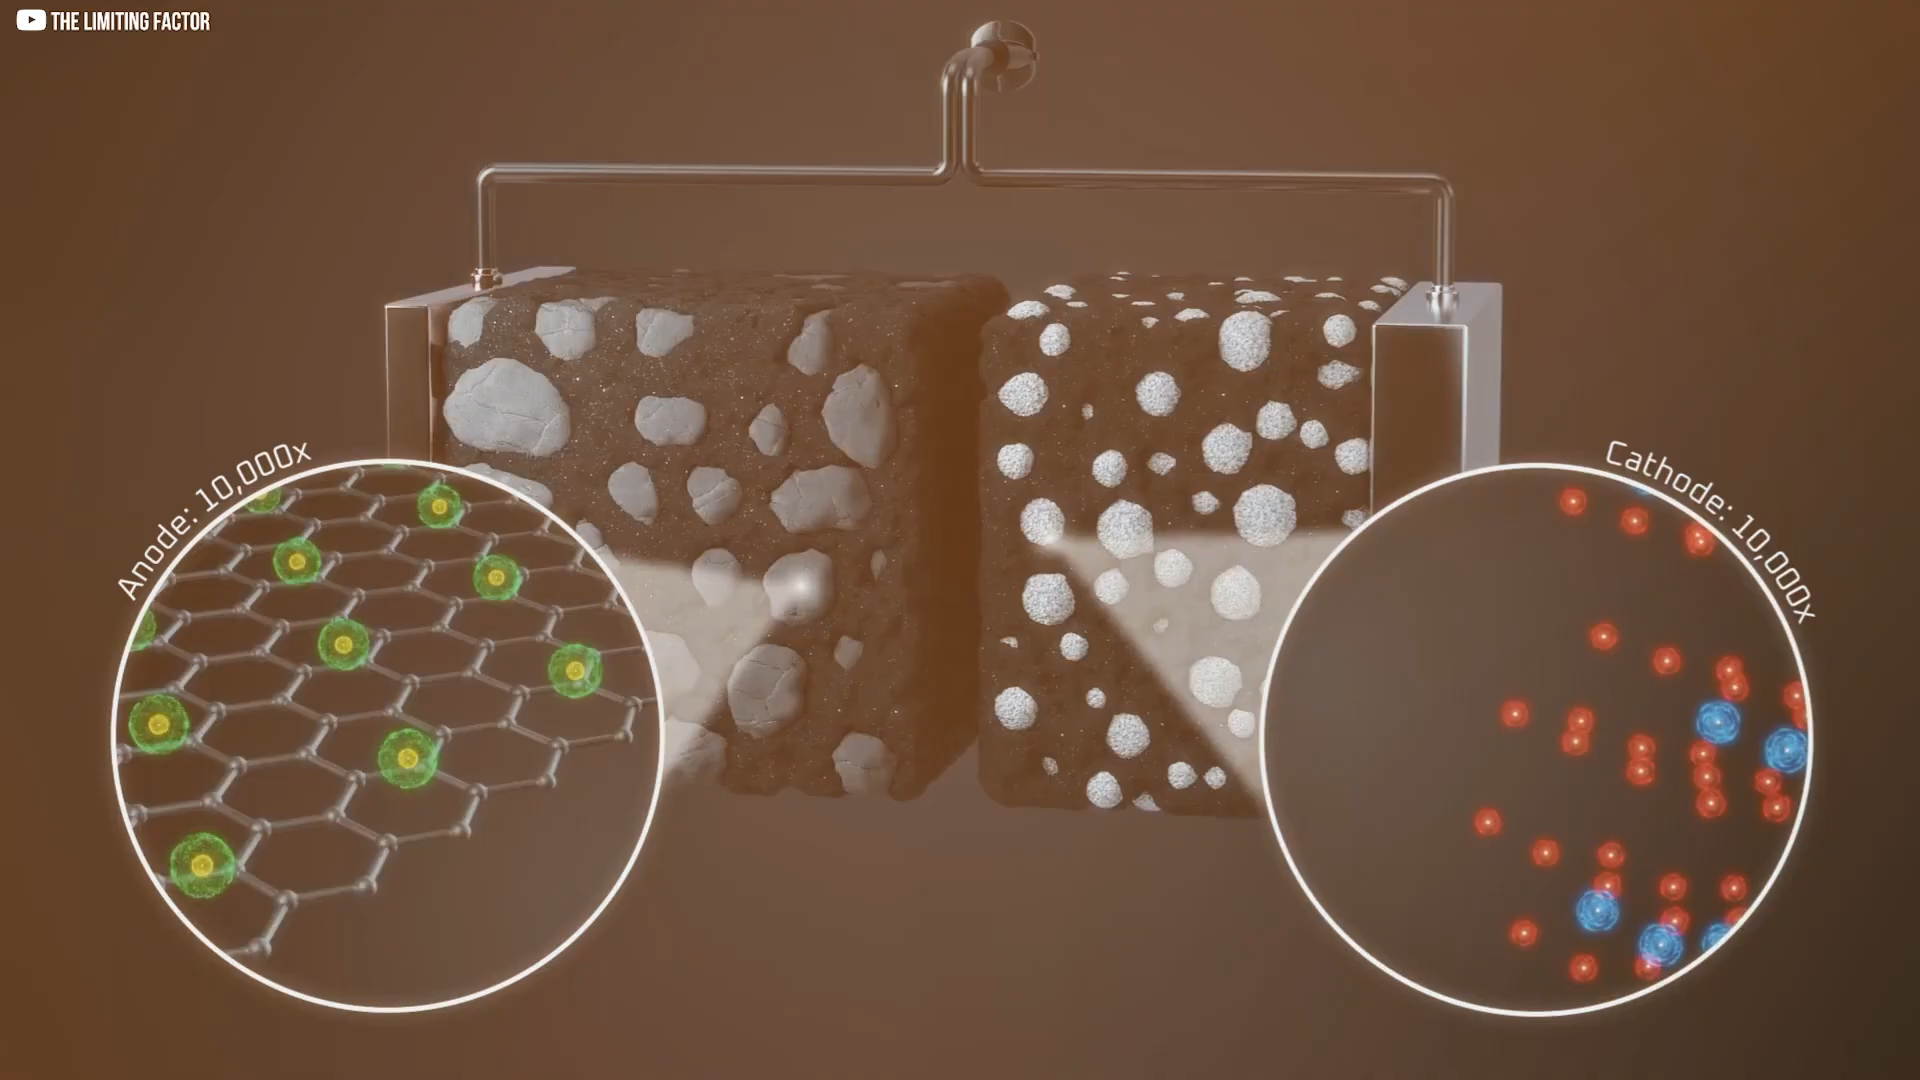 THE LIMITING FACTOR
Anode: 10,000x
Cathode: 10,000x